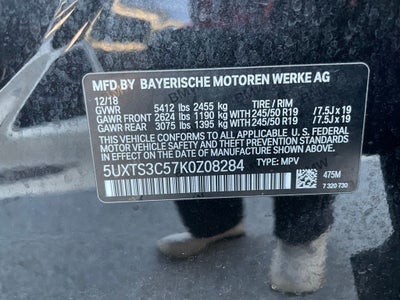 MFD BY BAYERISCHE MOTOREN WERKE AG
12/18
GVWR 5412 lbs 2455 kg TIRE / RIM
GAWR FRONT 2624 lbs 1190 kg 245/50 R19 /7.5J x 19
GAWR REAR 3075 lbs 1395 kg 245/50 R19 /7.5J x 19
THIS VEHICLE CONFORMS TO ALL APPLICABLE U.S. FEDERAL
MOTOR VEHICLE SAFETY, BUMPER, AND THEFT PREVENTION
STANDARDS IN EFFECT ON THE DATE OF MANUFACTURE SHOWN ABOVE.
5UXTS3C57K0Z08284 TYPE: MPV
475M
7 320 730